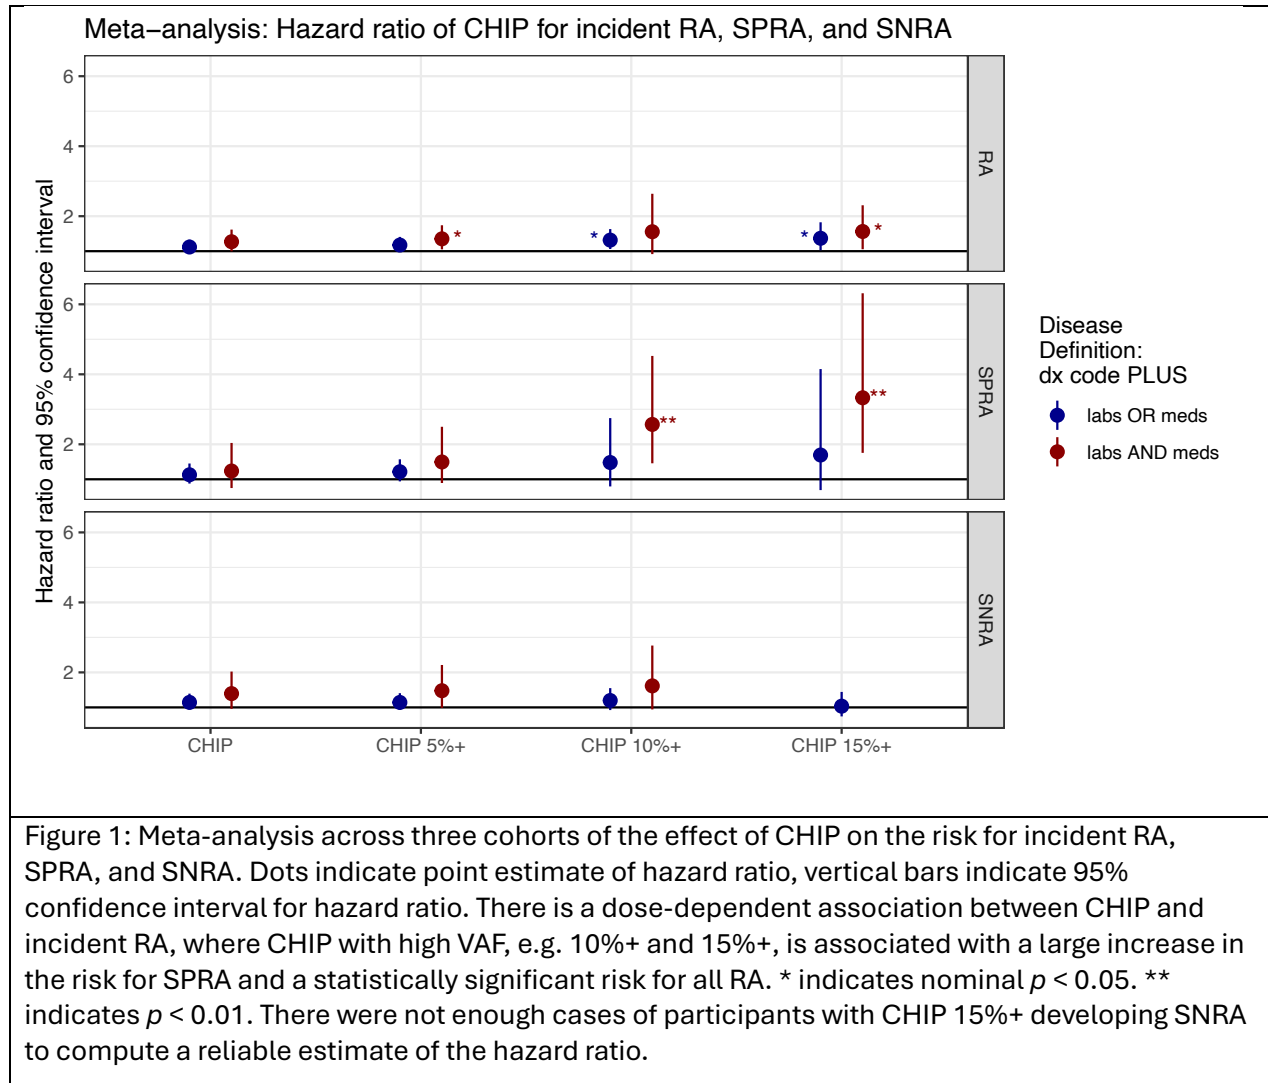 Meta−analysis: Hazard ratio of CHIP for incident RA, SPRA, and SNRA
Hazard ratio and 95% confidence interval
6
4
2
* * * *
RA
6
4
2
** **
SPRA
6
4
2
SNRA
CHIP CHIP 5%+ CHIP 10%+ CHIP 15%+
Disease
Definition:
dx code PLUS
labs OR meds
labs AND meds
Figure 1: Meta-analysis across three cohorts of the effect of CHIP on the risk for incident RA,
SPRA, and SNRA. Dots indicate point estimate of hazard ratio, vertical bars indicate 95%
confidence interval for hazard ratio. There is a dose-dependent association between CHIP and
incident RA, where CHIP with high VAF, e.g. 10%+ and 15%+, is associated with a large increase in
the risk for SPRA and a statistically significant risk for all RA. * indicates nominal p < 0.05. **
indicates p < 0.01. There were not enough cases of participants with CHIP 15%+ developing SNRA
to compute a reliable estimate of the hazard ratio.